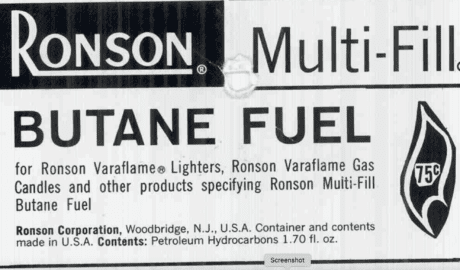 RONSON® Multi-Fill
BUTANE FUEL
75¢
for Ronson Varaflame® Lighters, Ronson Varaflame Gas
Candles and other products specifying Ronson Multi-Fill
Butane Fuel
Ronson Corporation, Woodbridge, N.J., U.S.A. Container and contents
made in U.S.A. Contents: Petroleum Hydrocarbons 1.70 fl. oz.
Screenshot